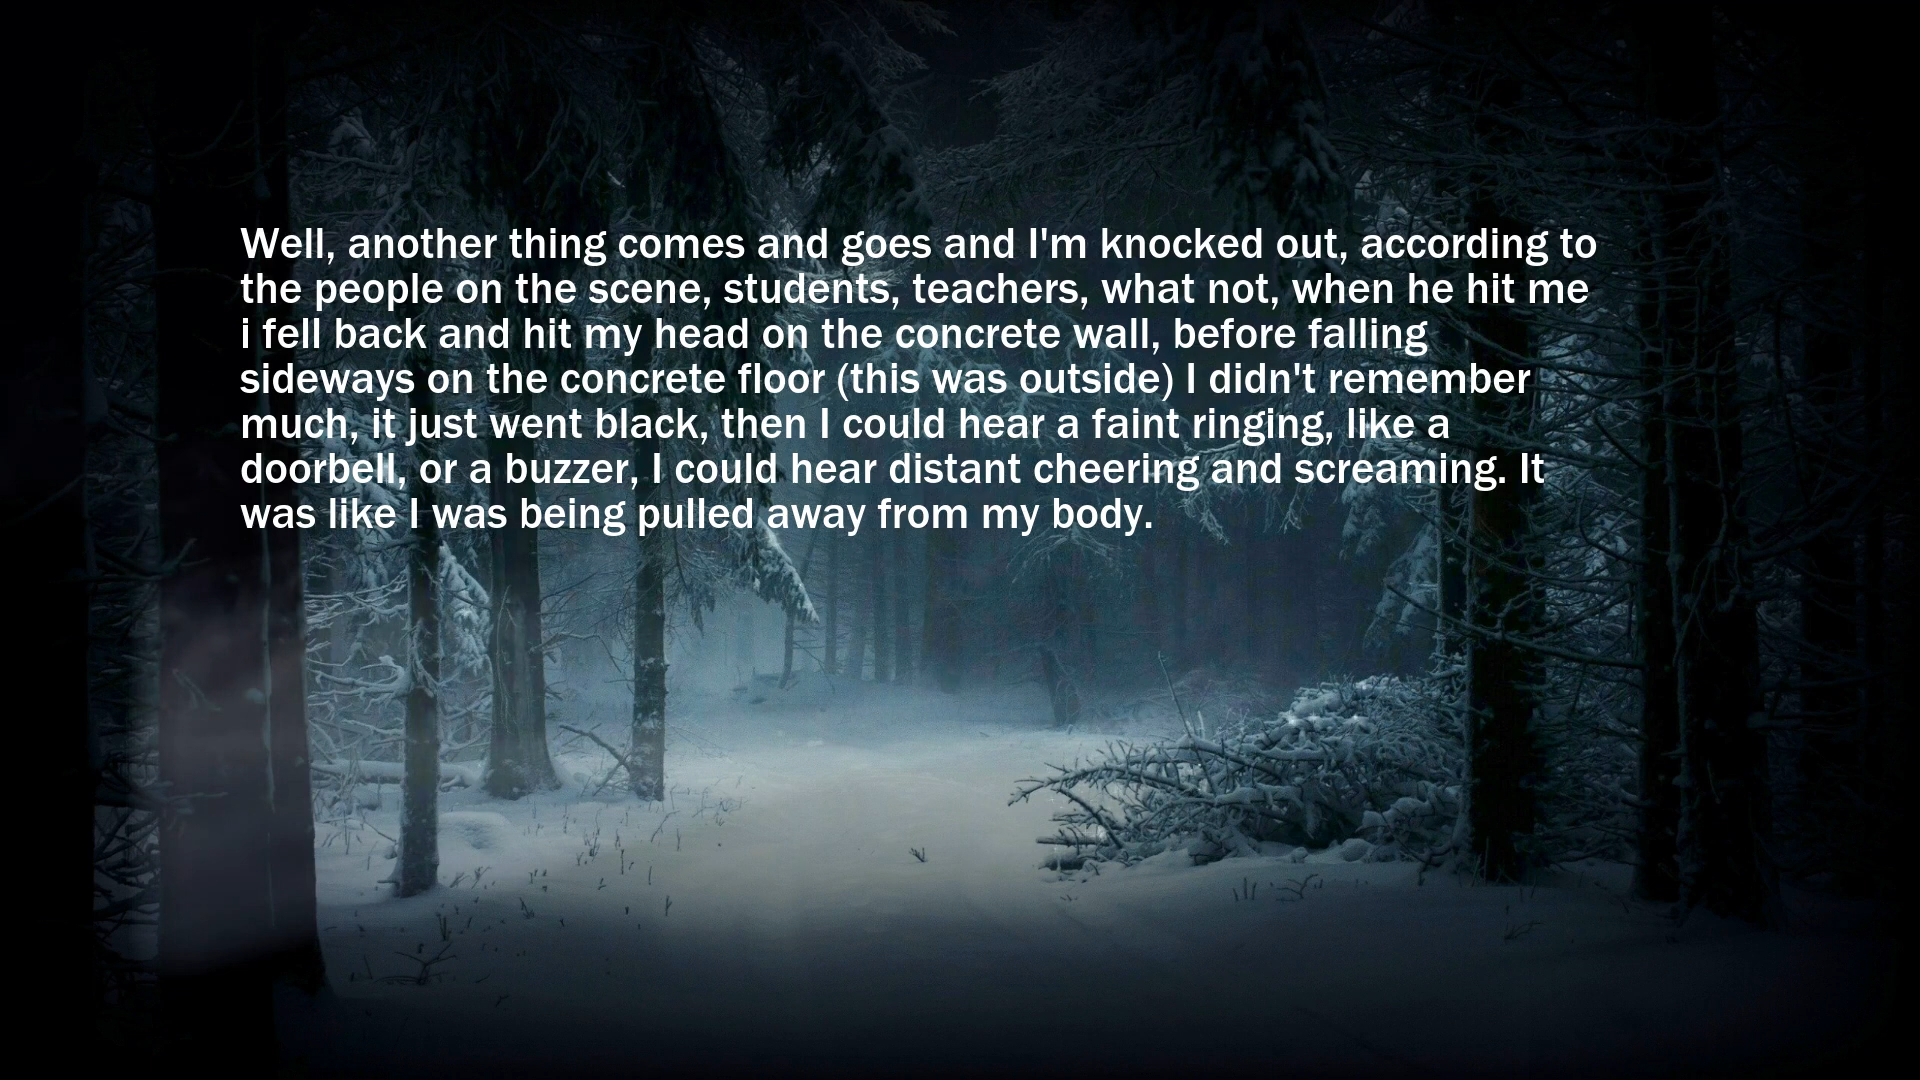 Well, another thing comes and goes and I'm knocked out, according to
the people on the scene, students, teachers, what not, when he hit me
i fell back and hit my head on the concrete wall, before falling
sideways on the concrete floor (this was outside) I didn't remember
much, it just went black, then I could hear a faint ringing, like a
doorbell, or a buzzer, I could hear distant cheering and screaming. It
was like I was being pulled away from my body.